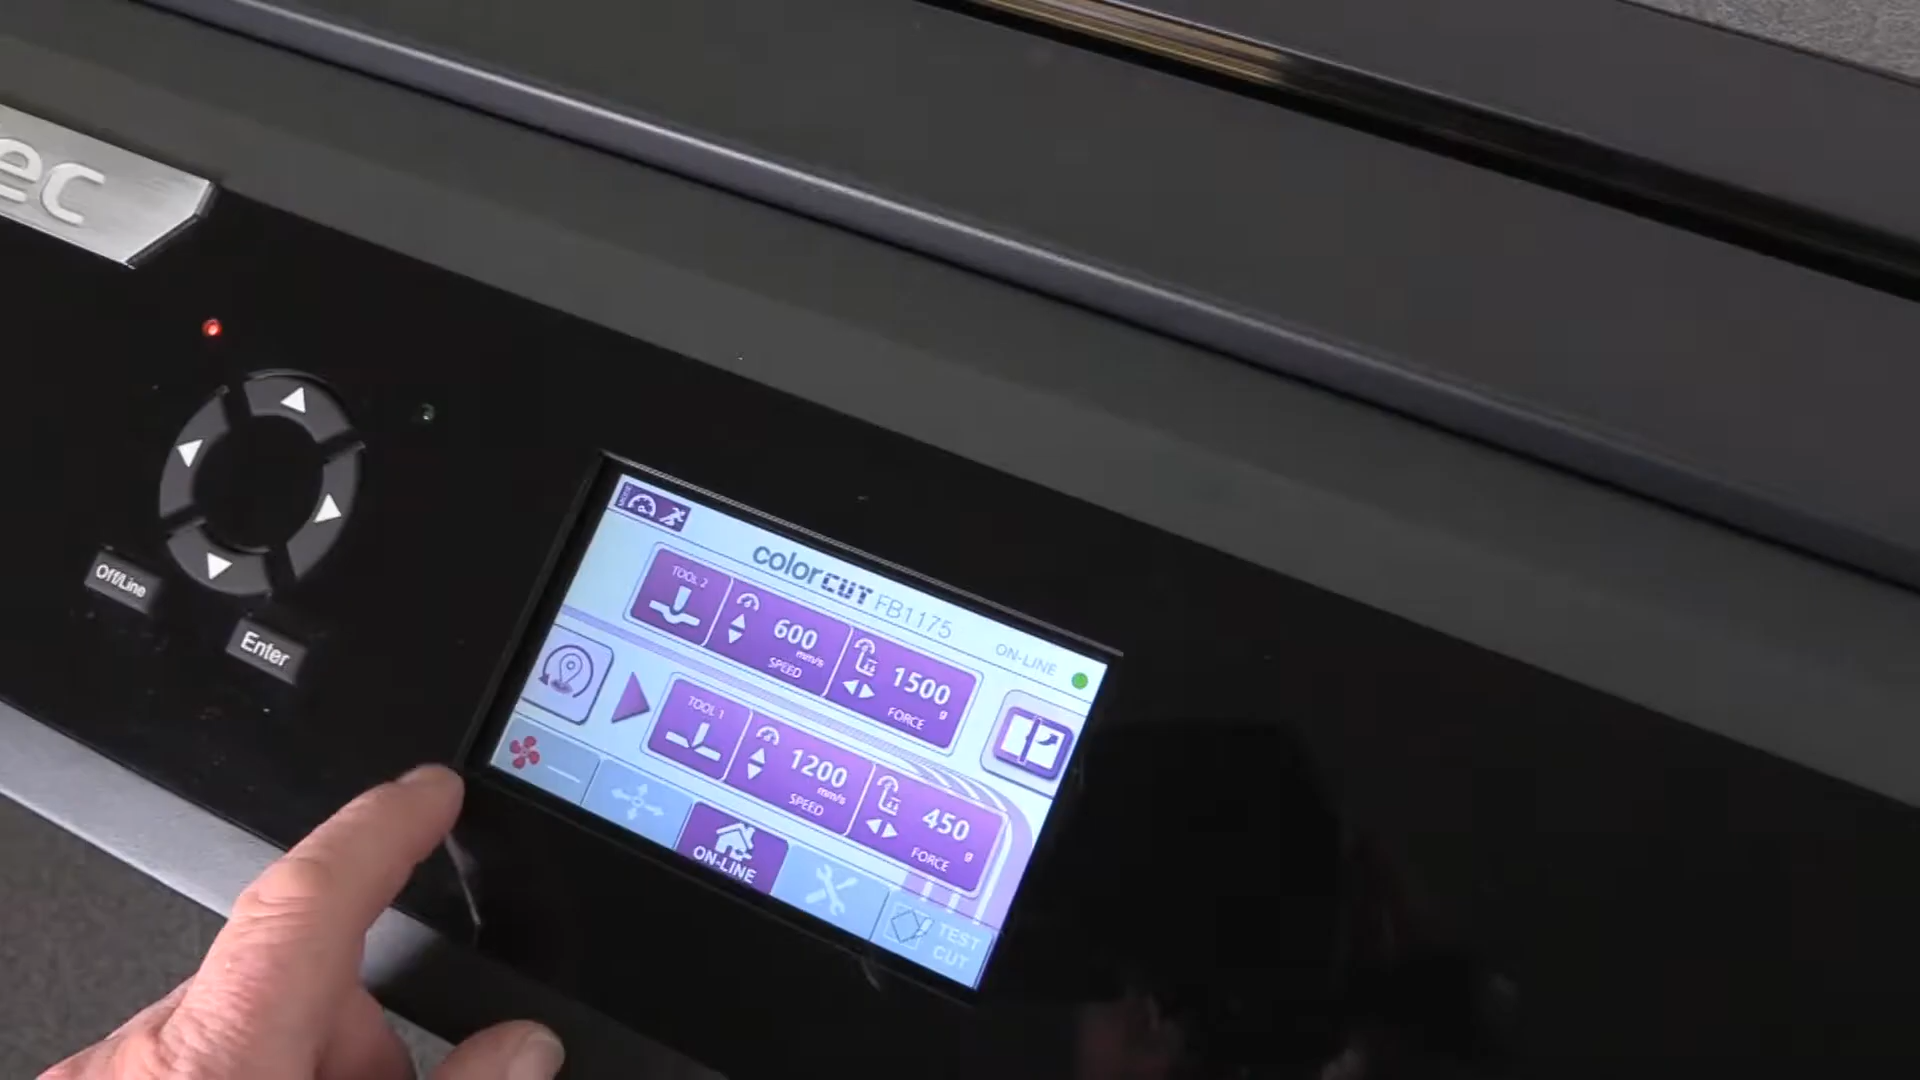 ec
Off/Line
Enter
MODE
colorCUT FB1175
ON-LINE
TOOL 2
600 mm/s
SPEED
1500 g
FORCE
TOOL 1
1200 mm/s
SPEED
450 g
FORCE
ON-LINE
TEST
CUT